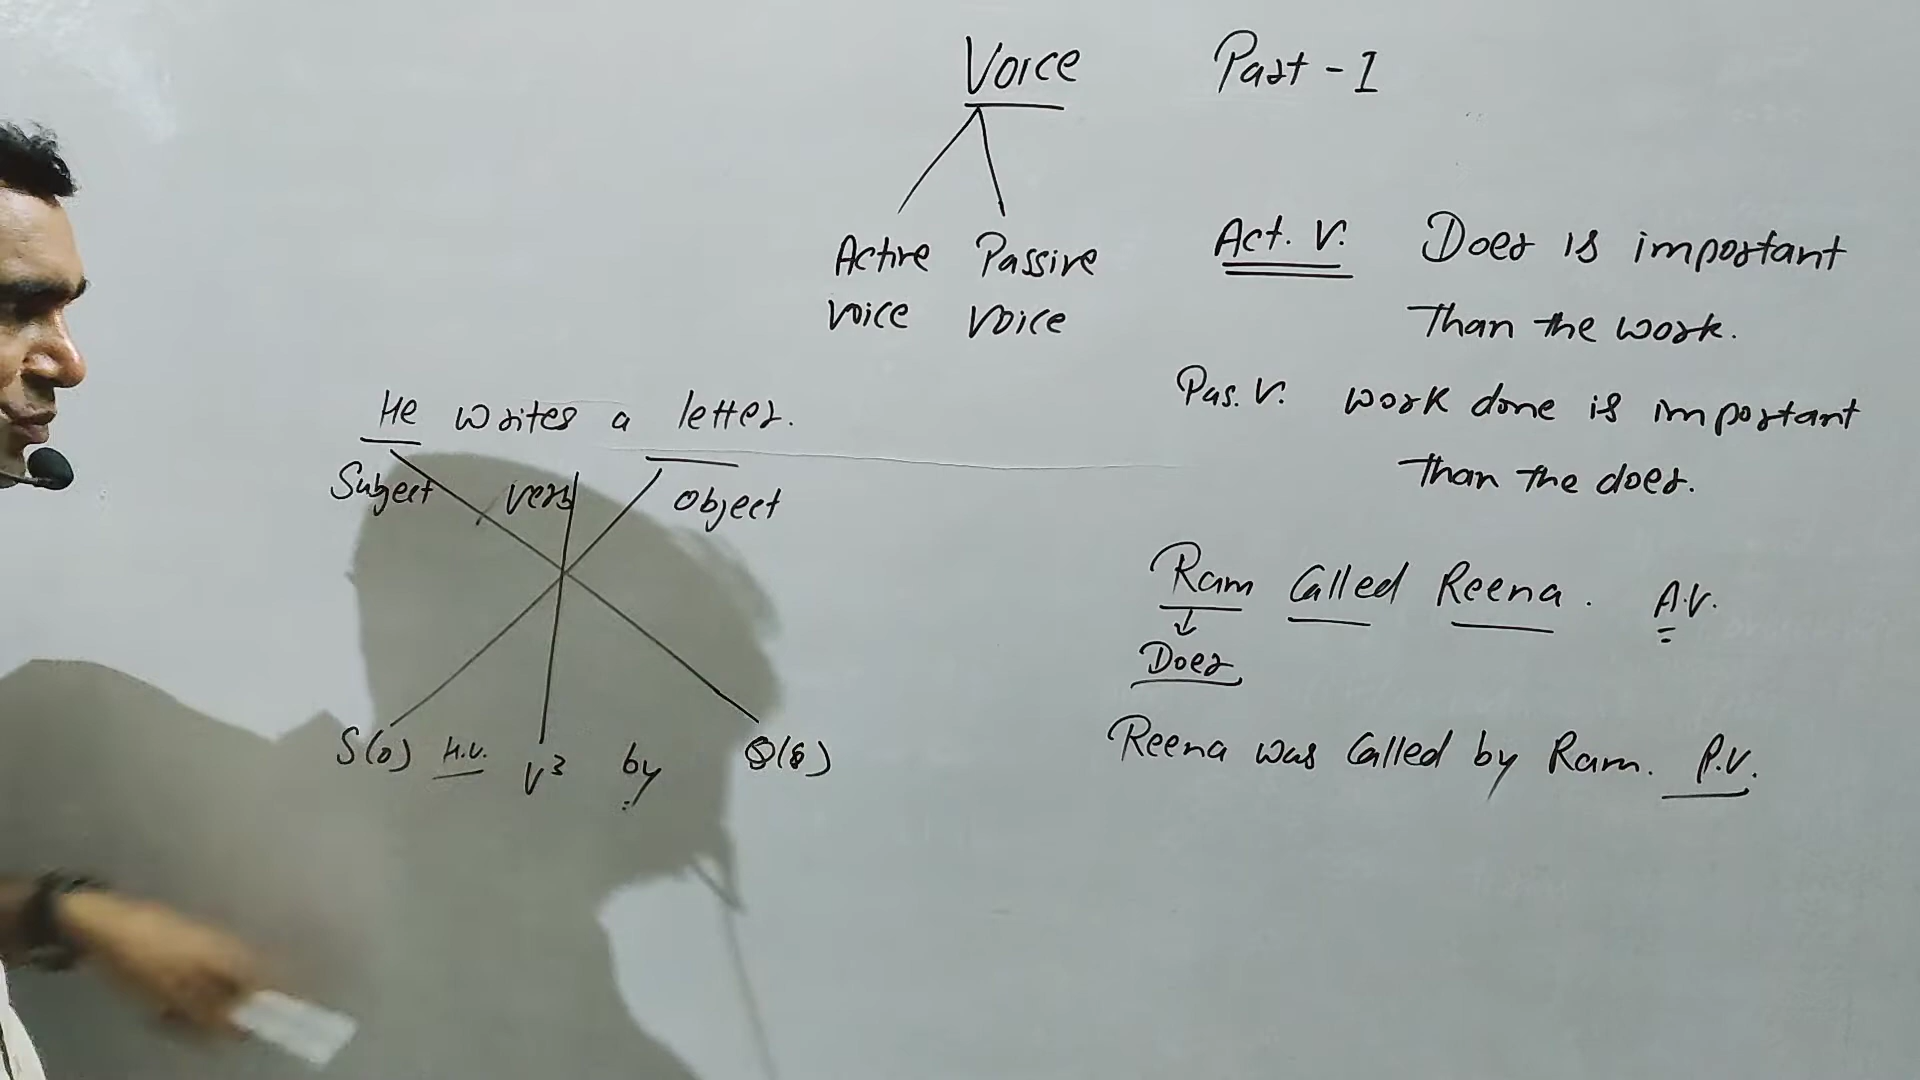 Voice Part - 1
Active Passive
voice voice
Act. V. Doer is important
Than the work.
Pas. V. work done is important
Than the doer.
He writes a letter.
Subject verb object
S(o) H.V. V³ by
Ram Called Reena. A.V.
Doer
Reena was Called by Ram. P.V.